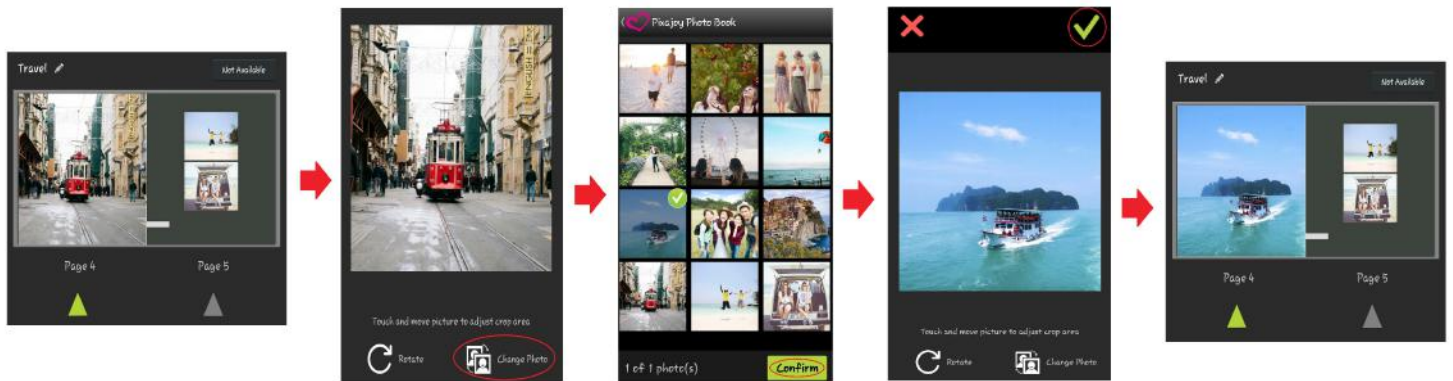 Travel
Not Available
Page 4
Page 5
ENGLISH
Touch and move picture to adjust crop area
Rotate
Change Photo
Pixajoy Photo Book
1 of 1 photo(s)
Confirm
Touch and move picture to adjust crop area
Rotate
Change Photo
Travel
Not Available
Page 4
Page 5